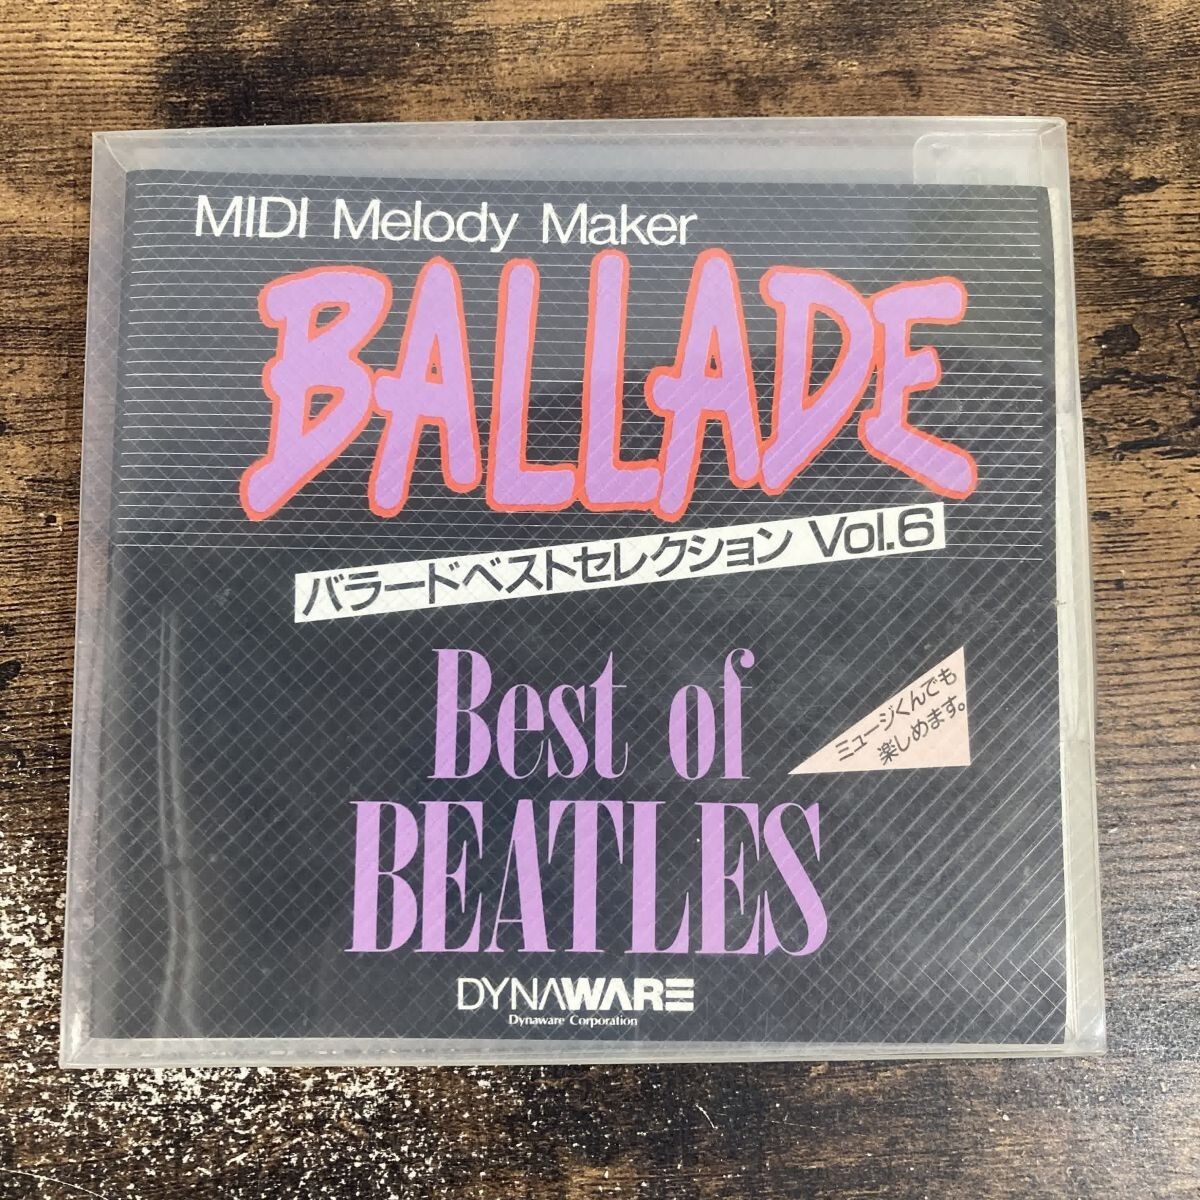 MIDI Melody Maker
BALLADE
バラードベストセレクション Vol.6
Best of
ミュージくんでも
楽しめます。
BEATLES
DYNAWARE
Dynaware Corporation